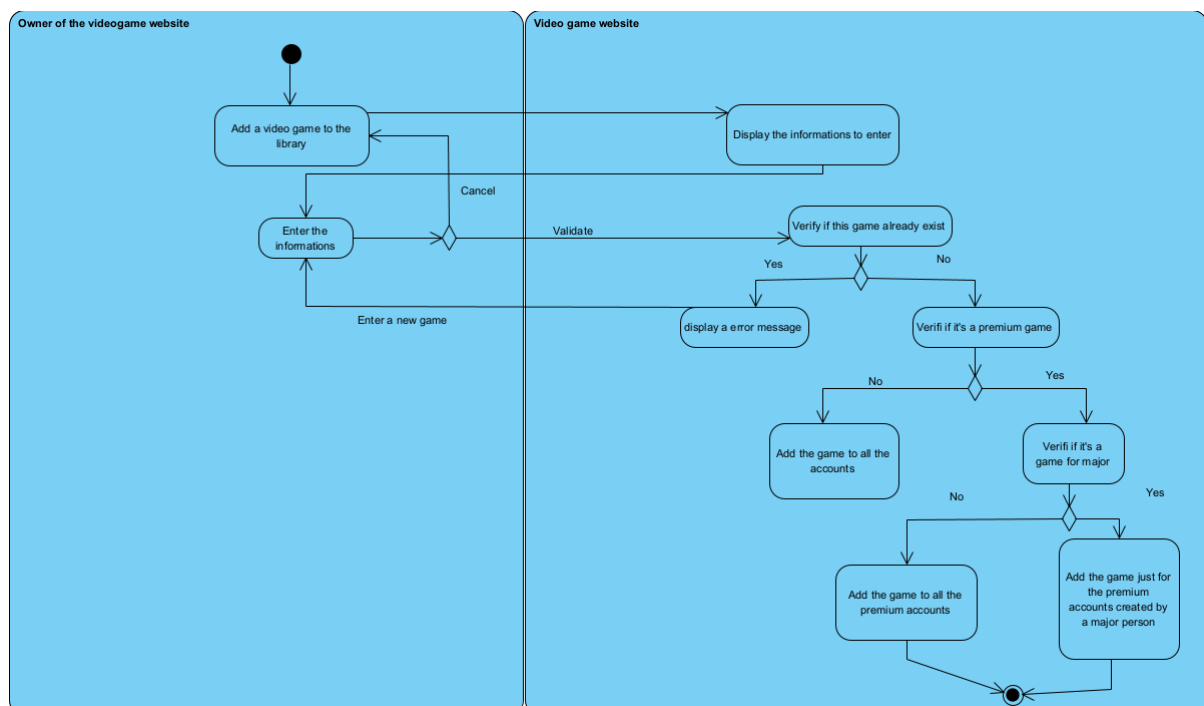 Owner of the videogame website
Video game website
Add a video game to the
library
Display the informations to enter
Cancel
Enter the
informations
Validate
Verify if this game already exist
Yes
No
Enter a new game
display a error message
Verifi if it's a premium game
No
Yes
Add the game to all the
accounts
Verifi if it's a
game for major
No
Yes
Add the game to all the
premium accounts
Add the game just for
the premium
accounts created by
a major person